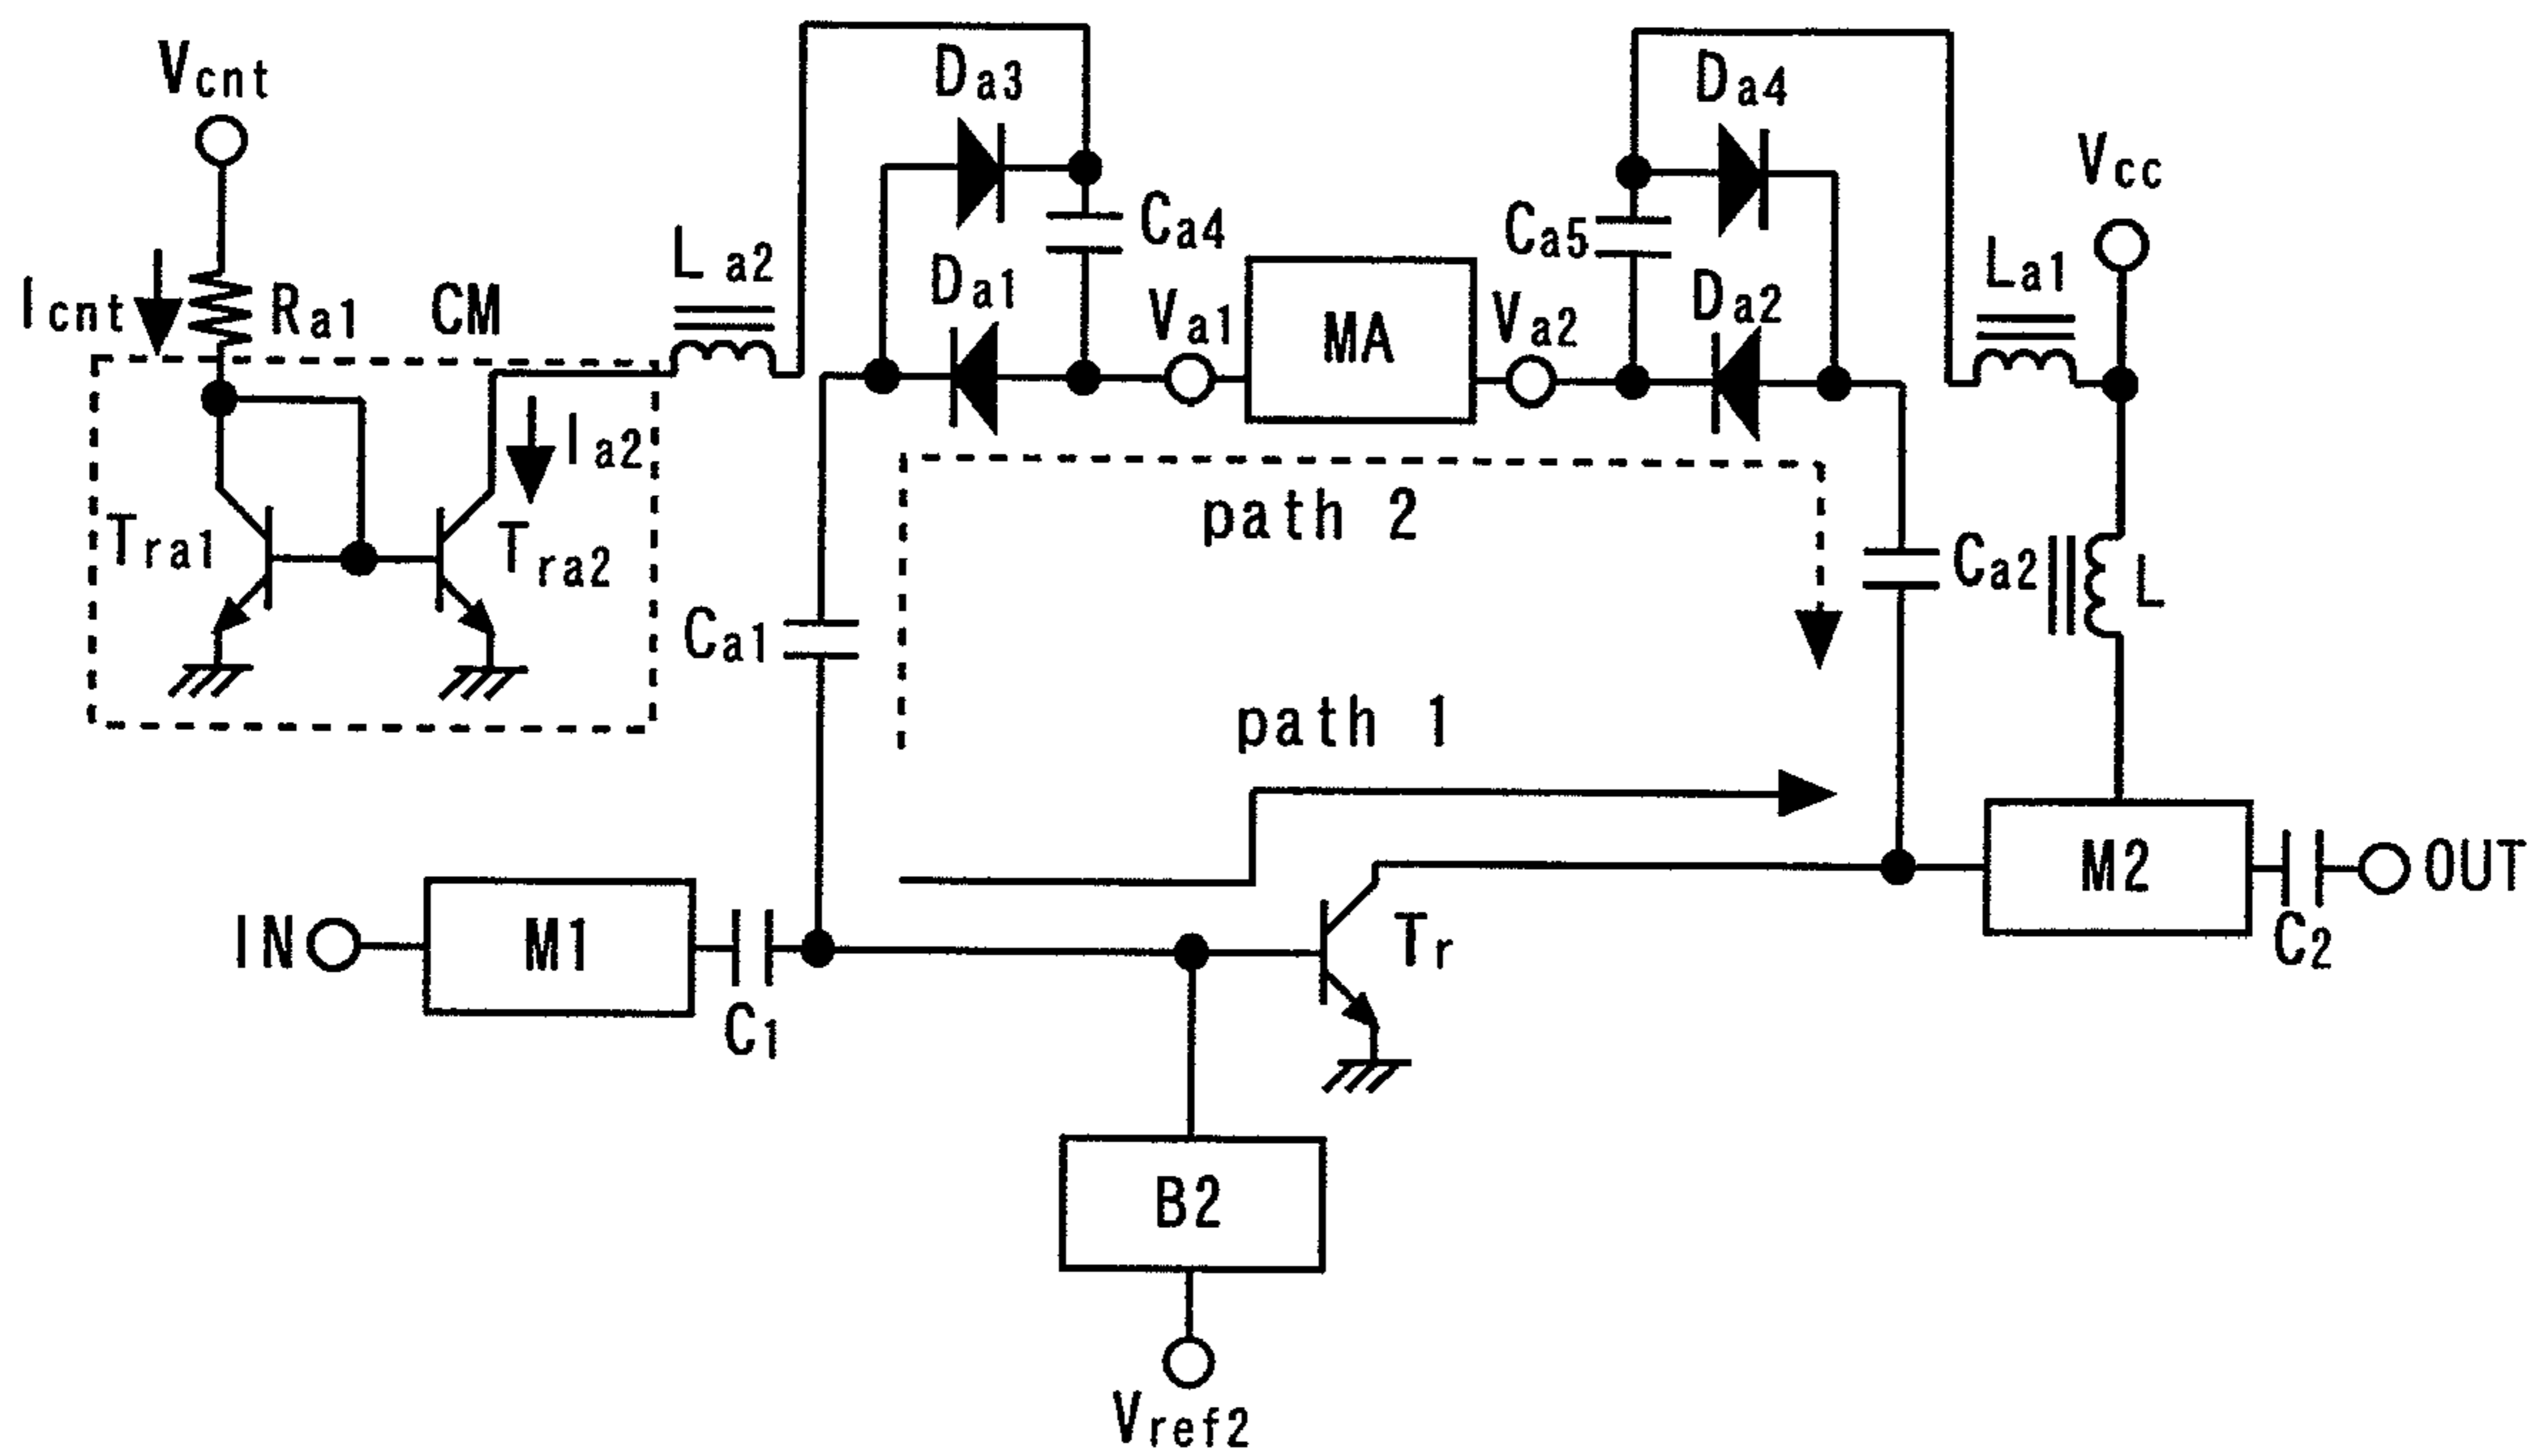 Vcnt
Da3
Da4
Vcc
Ca4
Ca5
La2
La1
Icnt
Ra1
CM
Da1
Va1
MA
Va2
Da2
Ia2
path 2
Tra1
Tra2
Ca2
L
Ca1
path 1
IN
M1
C1
Tr
M2
C2
OUT
B2
Vref2